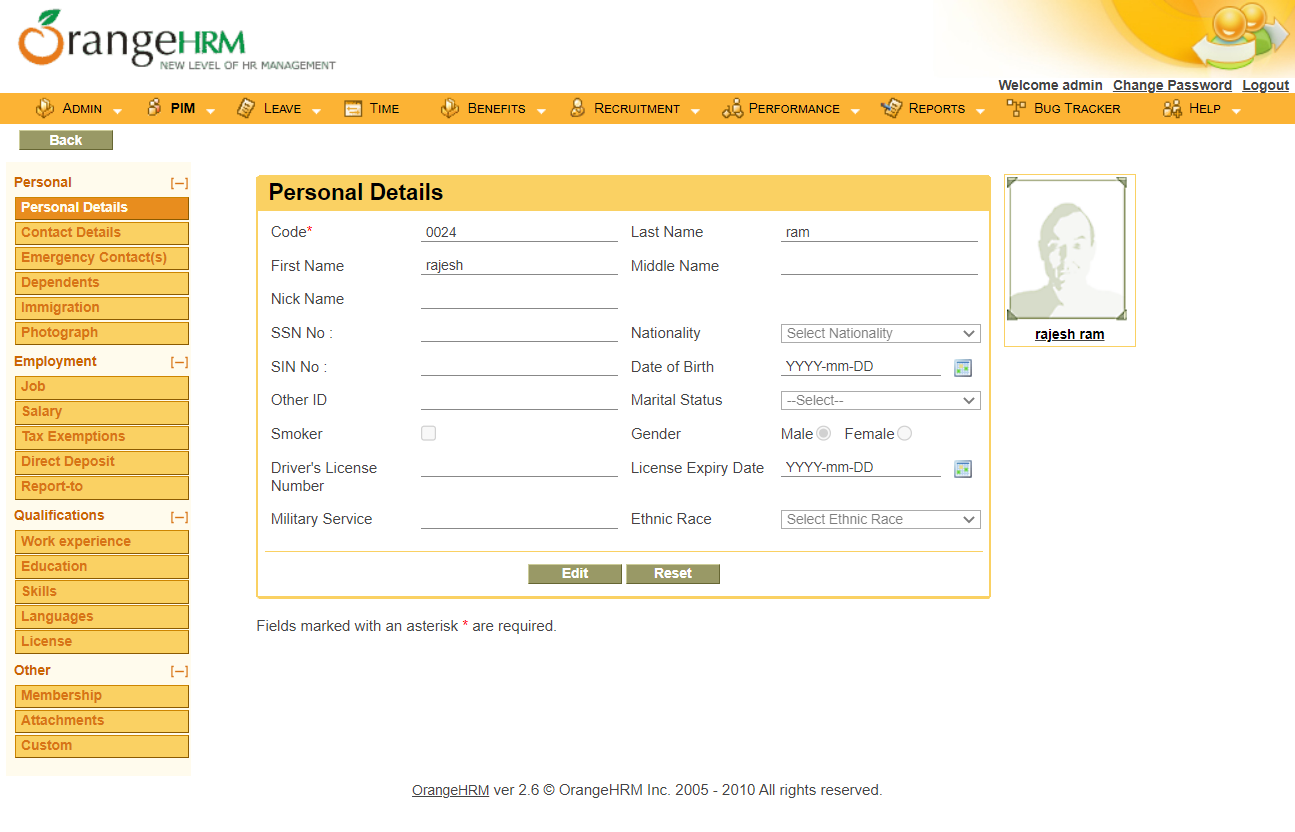 OrangeHRM
NEW LEVEL OF HR MANAGEMENT
Welcome admin Change Password Logout
ADMIN PIM LEAVE TIME BENEFITS RECRUITMENT PERFORMANCE REPORTS BUG TRACKER HELP
Back
Personal [—]
Personal Details
Contact Details
Emergency Contact(s)
Dependents
Immigration
Photograph
Employment [—]
Job
Salary
Tax Exemptions
Direct Deposit
Report-to
Qualifications [—]
Work experience
Education
Skills
Languages
License
Other [—]
Membership
Attachments
Custom
Personal Details
Code* 0024 Last Name ram
First Name rajesh Middle Name
Nick Name
SSN No : Nationality Select Nationality
SIN No : Date of Birth YYYY-mm-DD
Other ID Marital Status --Select--
Smoker Gender Male Female
Driver's License Number License Expiry Date YYYY-mm-DD
Military Service Ethnic Race Select Ethnic Race
Edit Reset
Fields marked with an asterisk * are required.
rajesh ram
OrangeHRM ver 2.6 © OrangeHRM Inc. 2005 - 2010 All rights reserved.